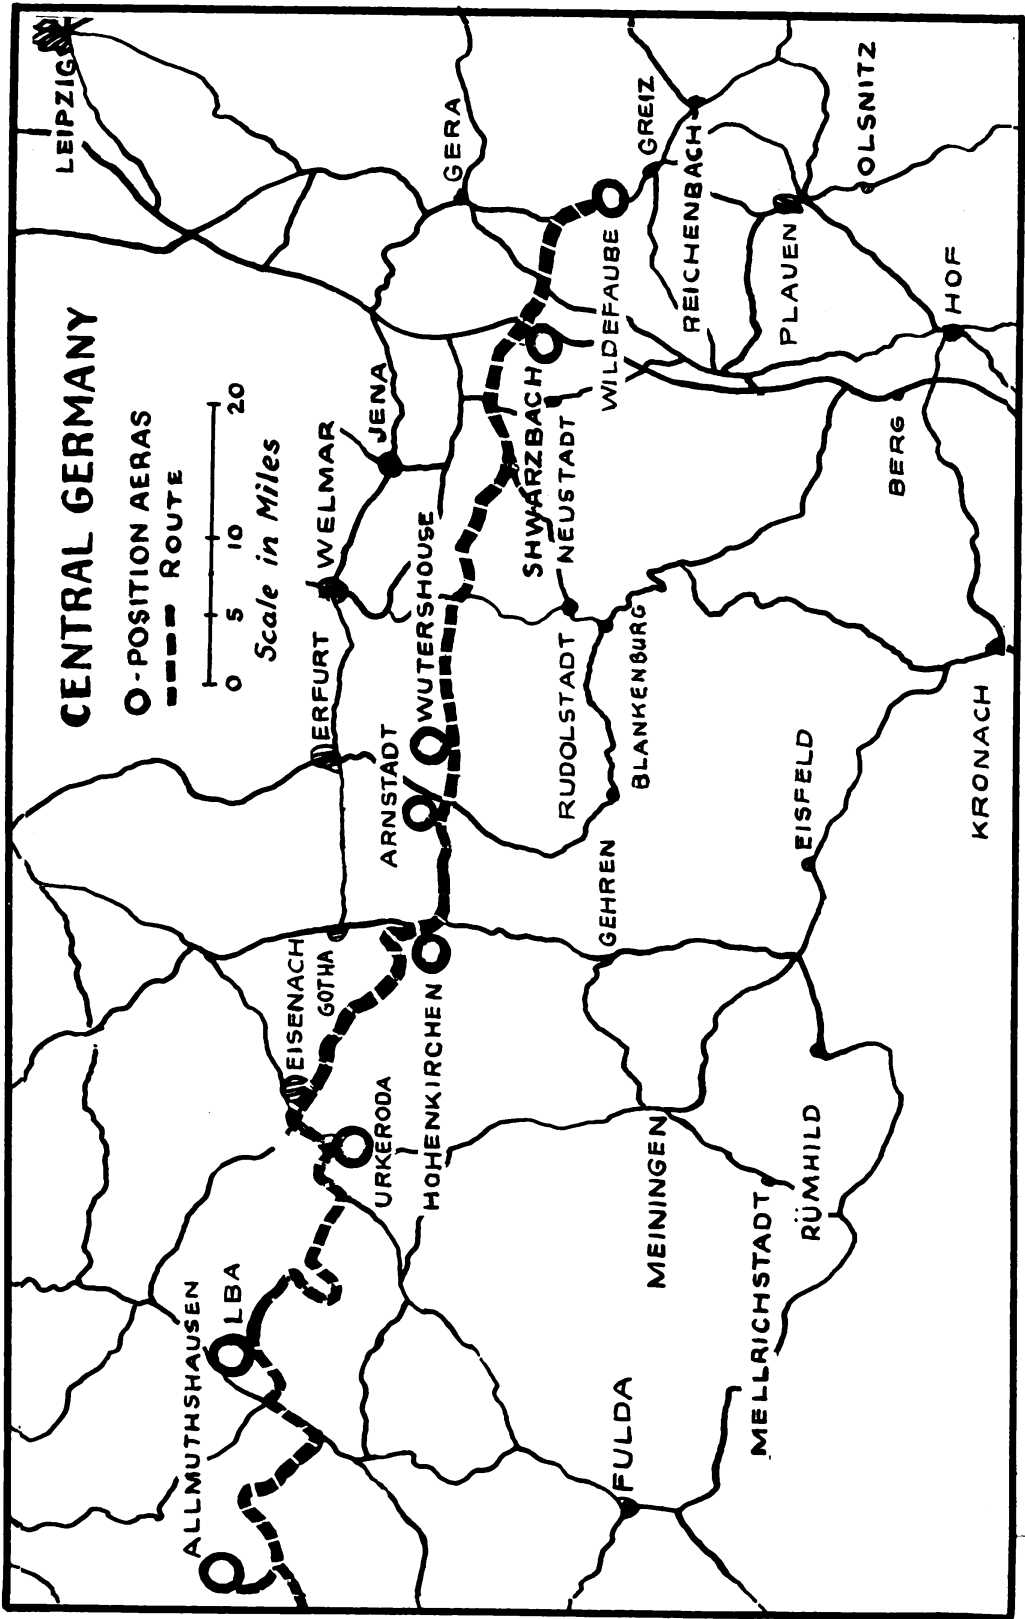 CENTRAL GERMANY
O-POSITION AERAS
ROUTE
0 5 10 20
Scale in Miles
LEIPZIG
GERA
GREIZ
OLSNITZ
REICHENBACH
PLAUEN
HOF
WILDEFAUBE
SHWARZBACH
NEUSTADT
BERG
JENA
WELMAR
ERFURT
WUTERSHOUSE
ARNSTADT
RUDOLSTADT
BLANKENBURG
EISFELD
KRONACH
GEHREN
EISENACH
GOTHA
HOHENKIRCHEN
URKERODA
MEININGEN
RÜMHILD
MELLRICHSTADT
LBA
ALLMUTHSHAUSEN
FULDA